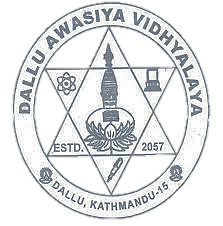 DALLU AWASIYA VIDHYALAYA
ESTD. 2057
DALLU, KATHMANDU-15